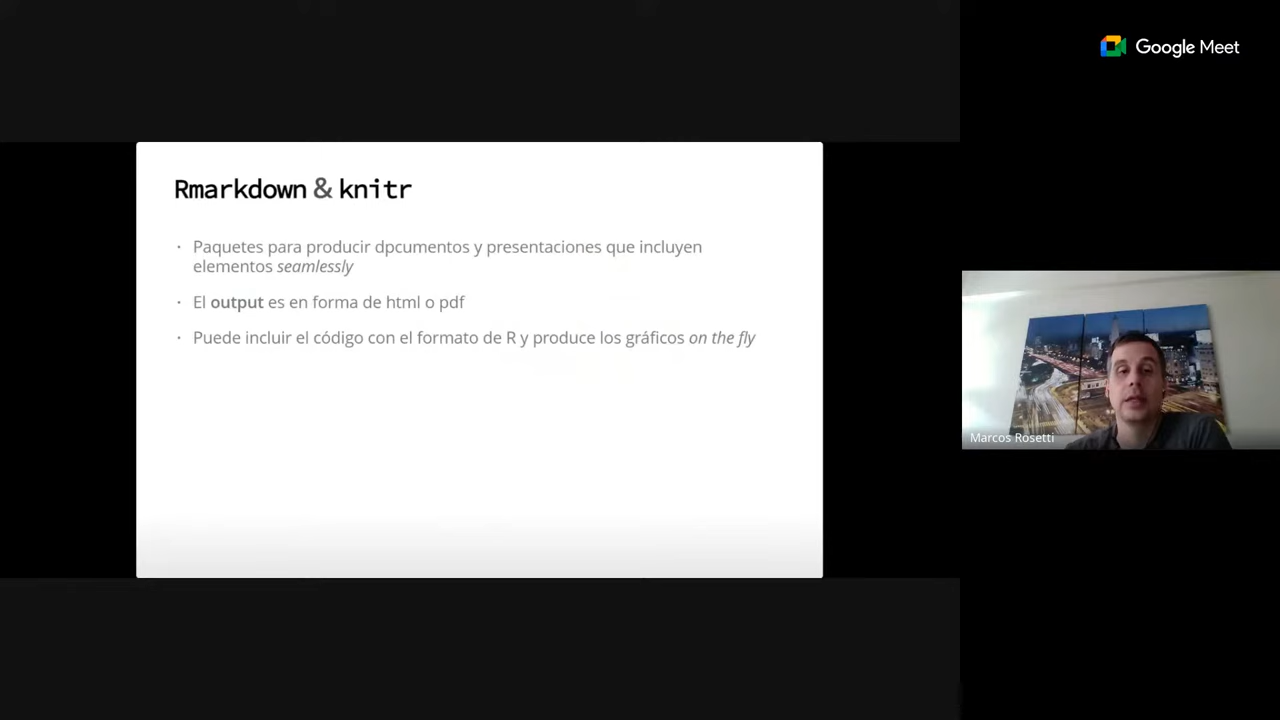 Google Meet
Rmarkdown & knitr
· Paquetes para producir dpcumentos y presentaciones que incluyen
elementos seamlessly
· El output es en forma de html o pdf
· Puede incluir el código con el formato de R y produce los gráficos on the fly
Marcos Rosetti